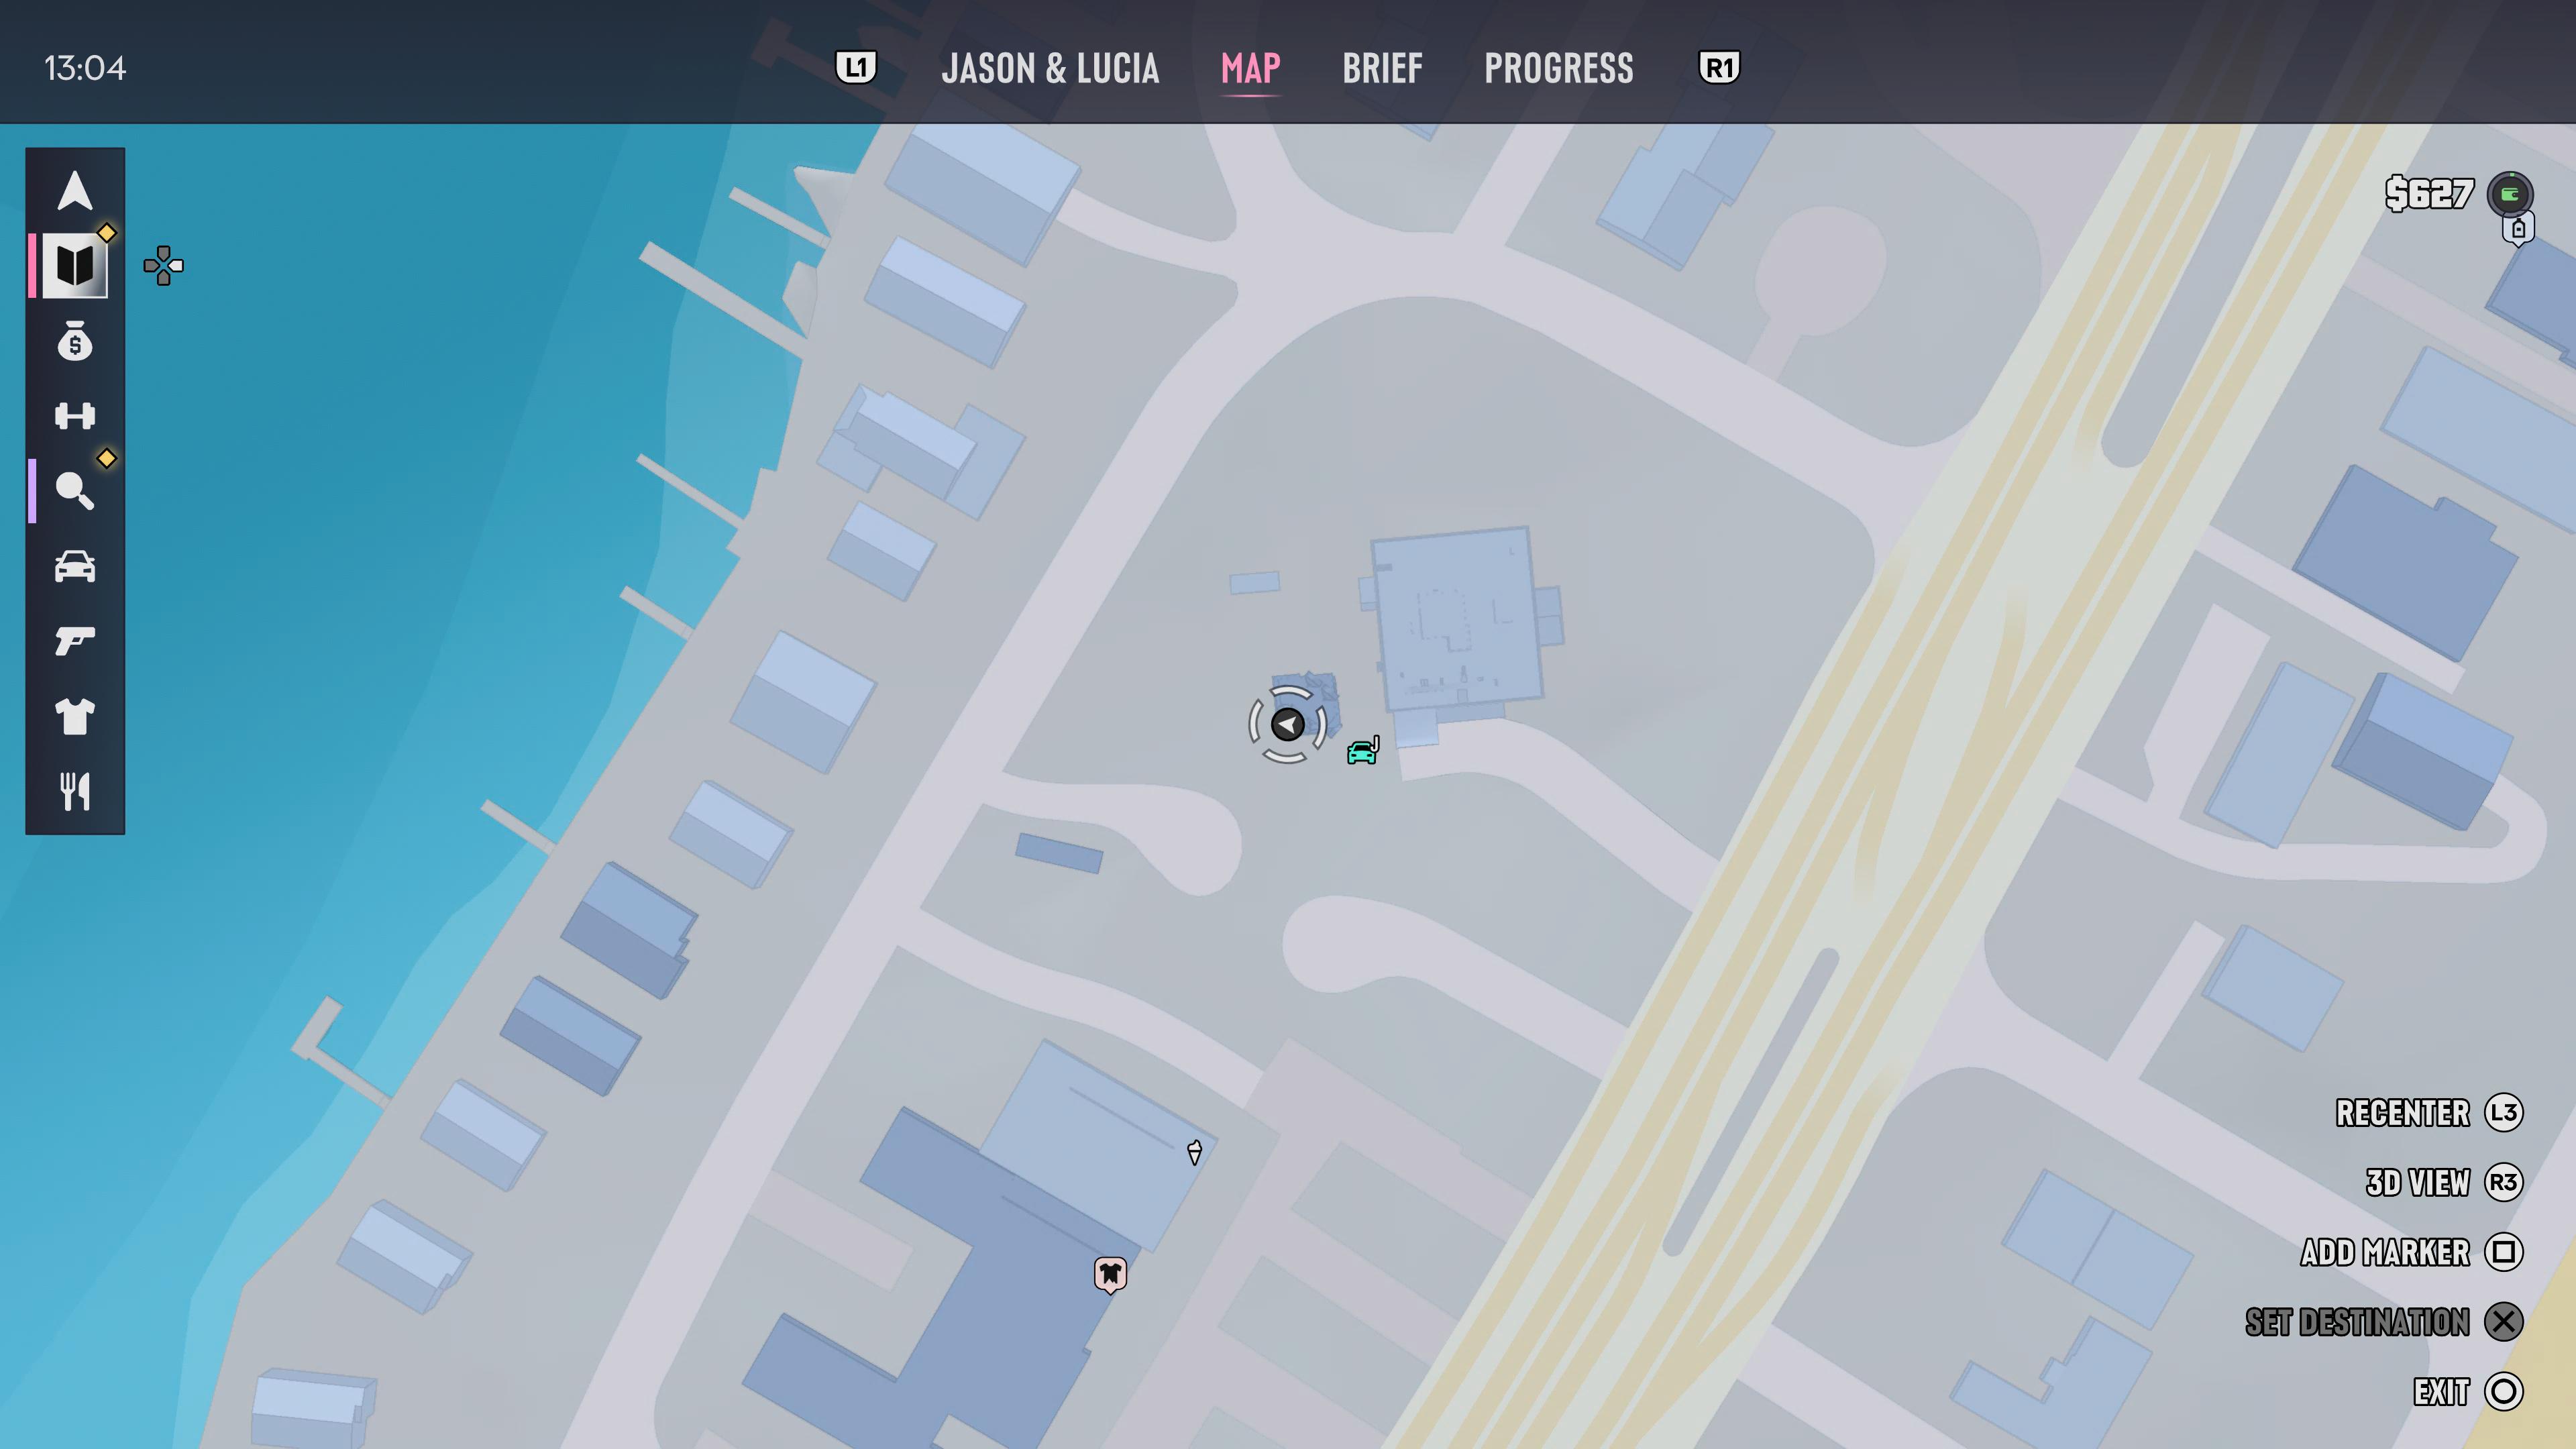 13:04
L1
JASON & LUCIA
MAP
BRIEF
PROGRESS
R1
$627
J
RECENTER L3
3D VIEW R3
ADD MARKER
SET DESTINATION
EXIT